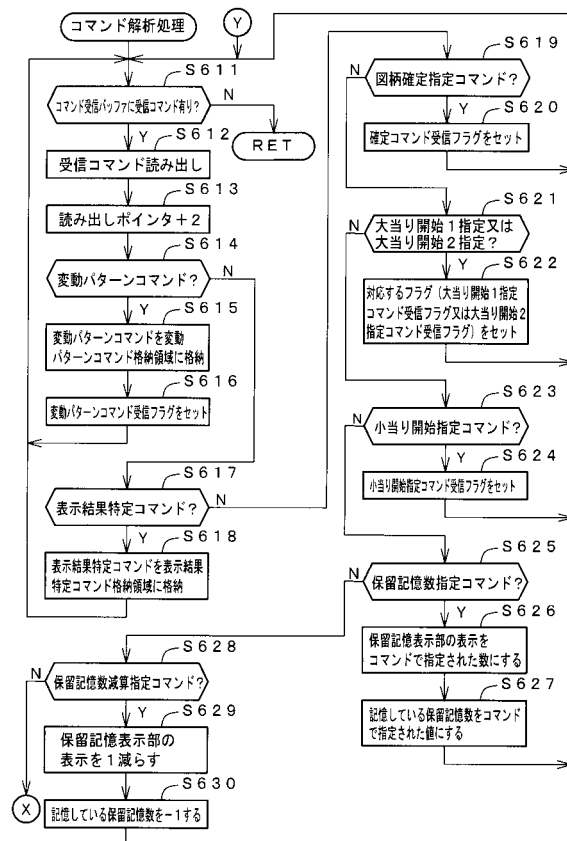 コマンド解析処理
Y
S611
コマンド受信バッファに受信コマンド有り?
N
RET
Y
S612
受信コマンド読み出し
S613
読み出しポインタ+2
S614
変動パターンコマンド?
N
Y
S615
変動パターンコマンドを変動
パターンコマンド格納領域に格納
S616
変動パターンコマンド受信フラグをセット
S617
表示結果特定コマンド?
N
Y
S618
表示結果特定コマンドを表示結果
特定コマンド格納領域に格納
S619
N
図柄確定指定コマンド?
Y
S620
確定コマンド受信フラグをセット
S621
N
大当り開始1指定又は
大当り開始2指定?
Y
S622
対応するフラグ(大当り開始1指定
コマンド受信フラグ又は大当り開始2
指定コマンド受信フラグ)をセット
S623
N
小当り開始指定コマンド?
Y
S624
小当り開始指定コマンド受信フラグをセット
S625
N
保留記憶数指定コマンド?
Y
S626
保留記憶表示部の表示を
コマンドで指定された数にする
S627
記憶している保留記憶数をコマンド
で指定された値にする
S628
N
保留記憶数減算指定コマンド?
Y
S629
保留記憶表示部の
表示を1減らす
S630
X
記憶している保留記憶数を-1する